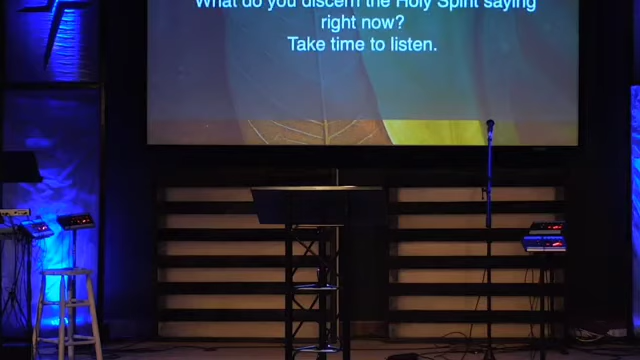 What do you discern the Holy Spirit saying
right now?
Take time to listen.